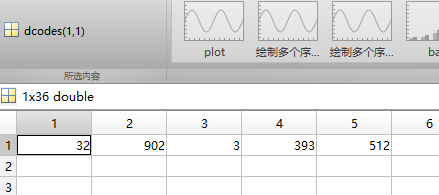 dcodes(1,1)
plot
绘制多个序...
绘制多个序...
ba
所选内容
1x36 double
1 2 3 4 5 6
1 32 902 3 393 512
2
3